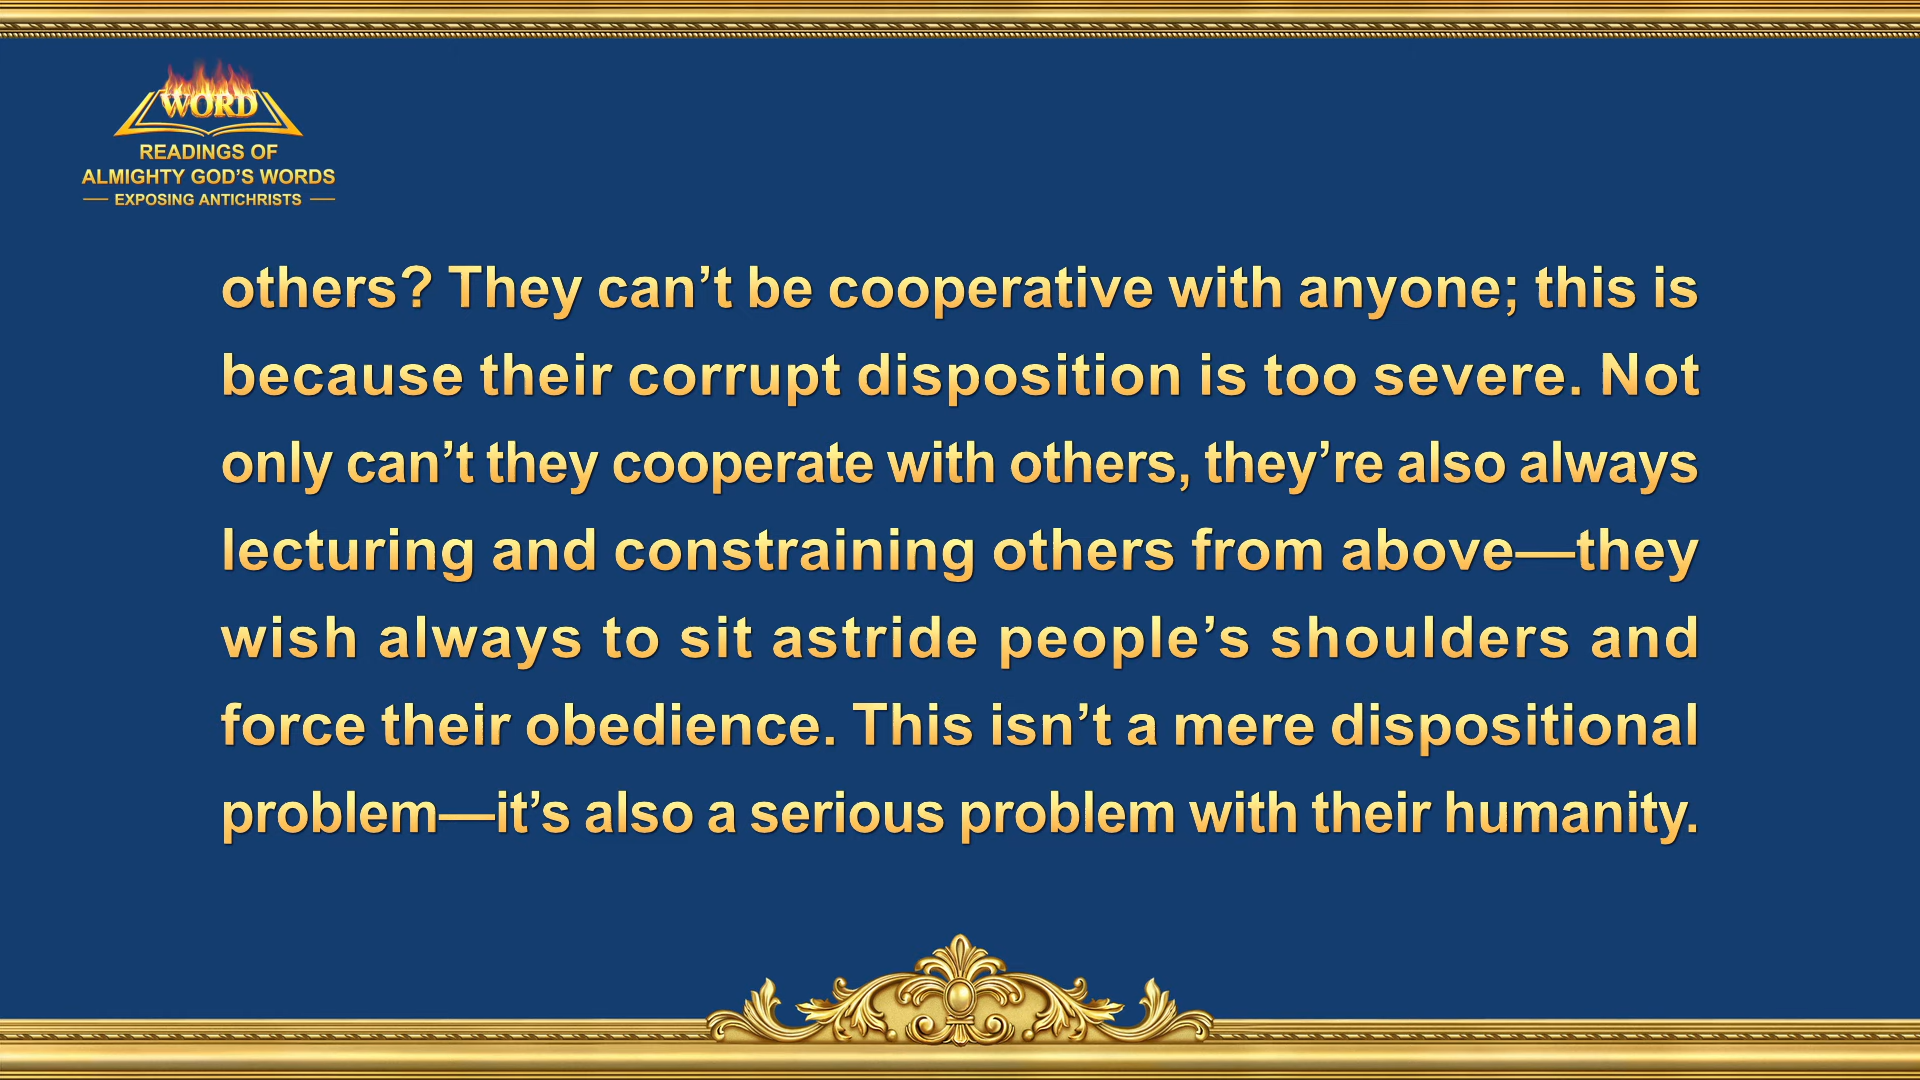 WORD
READINGS OF
ALMIGHTY GOD’S WORDS
EXPOSING ANTICHRISTS
others? They can’t be cooperative with anyone; this is
because their corrupt disposition is too severe. Not
only can’t they cooperate with others, they’re also always
lecturing and constraining others from above—they
wish always to sit astride people’s shoulders and
force their obedience. This isn’t a mere dispositional
problem—it’s also a serious problem with their humanity.